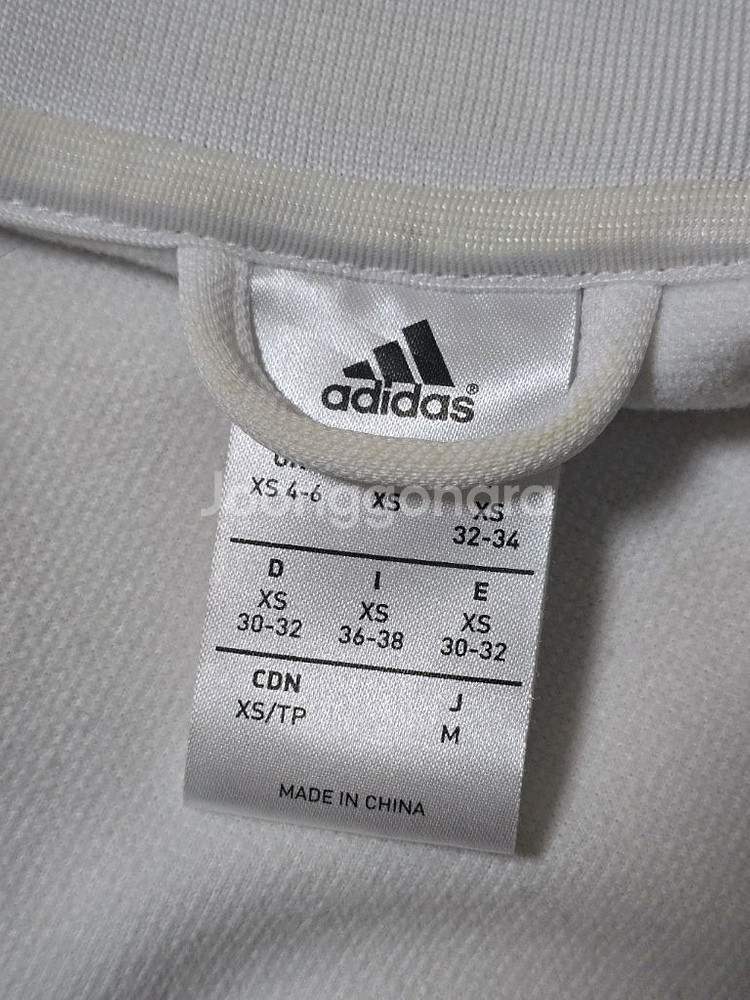 adidas®
XS 4-6 XS XS
32-34
D I E
XS XS XS
30-32 36-38 30-32
CDN J
XS/TP M
MADE IN CHINA
Joonggonara